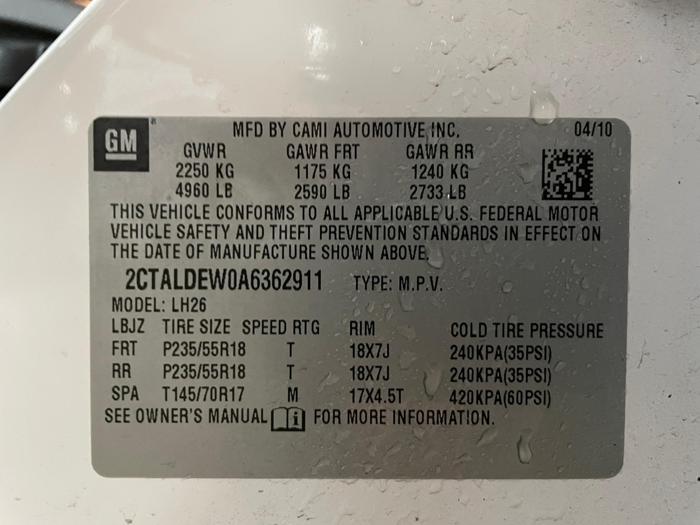 GM
MFD BY CAMI AUTOMOTIVE INC. 04/10
GVWR GAWR FRT GAWR RR
2250 KG 1175 KG 1240 KG
4960 LB 2590 LB 2733 LB
THIS VEHICLE CONFORMS TO ALL APPLICABLE U.S. FEDERAL MOTOR
VEHICLE SAFETY AND THEFT PREVENTION STANDARDS IN EFFECT ON
THE DATE OF MANUFACTURE SHOWN ABOVE.
2CTALDEW0A6362911 TYPE: M.P.V.
MODEL: LH26
LBJZ TIRE SIZE SPEED RTG RIM COLD TIRE PRESSURE
FRT P235/55R18 T 18X7J 240KPA(35PSI)
RR P235/55R18 T 18X7J 240KPA(35PSI)
SPA T145/70R17 M 17X4.5T 420KPA(60PSI)
SEE OWNER'S MANUAL i FOR MORE INFORMATION.